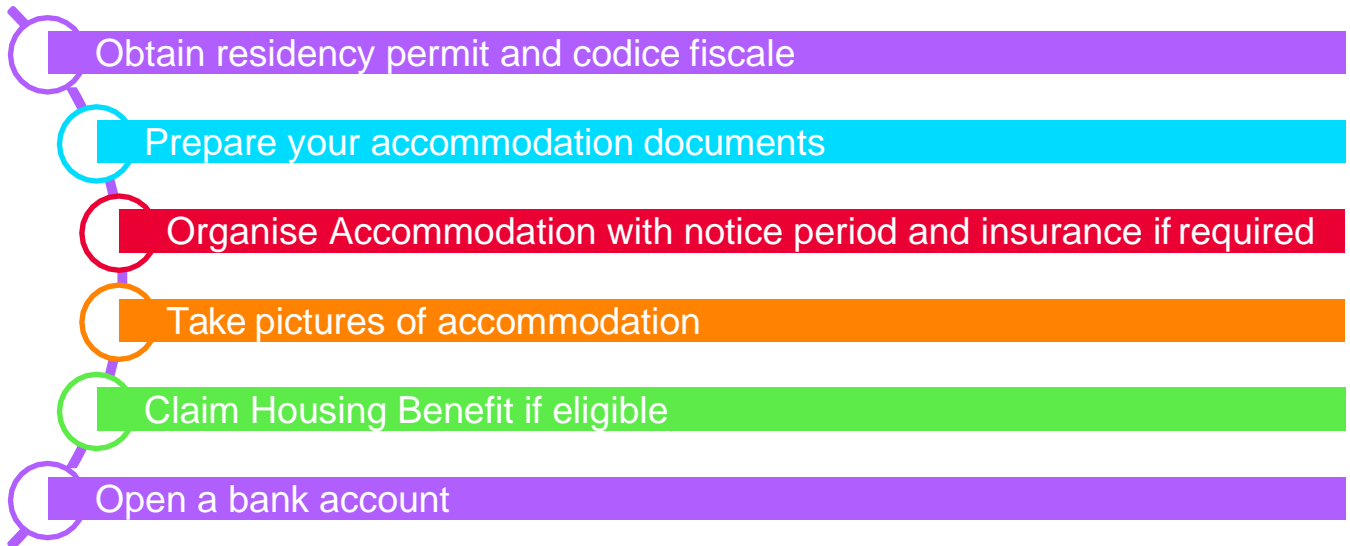 Obtain residency permit and codice fiscale
Prepare your accommodation documents
Organise Accommodation with notice period and insurance if required
Take pictures of accommodation
Claim Housing Benefit if eligible
Open a bank account